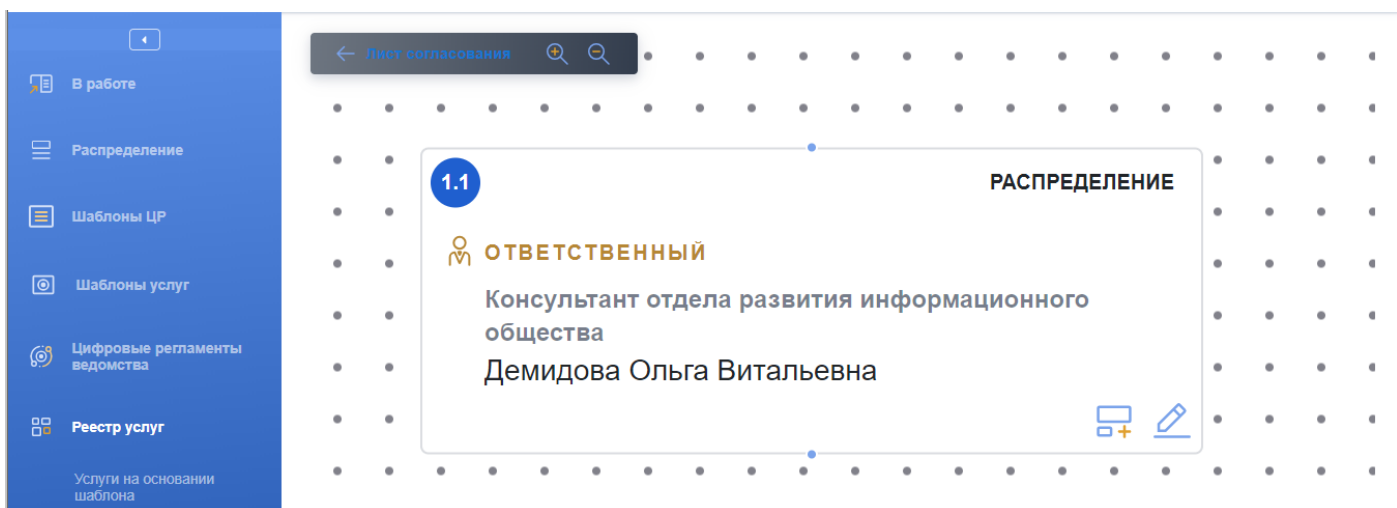 В работе
Распределение
Шаблоны ЦР
Шаблоны услуг
Цифровые регламенты
ведомства
Реестр услуг
Услуги на основании
шаблона
Лист согласования
1.1
РАСПРЕДЕЛЕНИЕ
ОТВЕТСТВЕННЫЙ
Консультант отдела развития информационного
общества
Демидова Ольга Витальевна